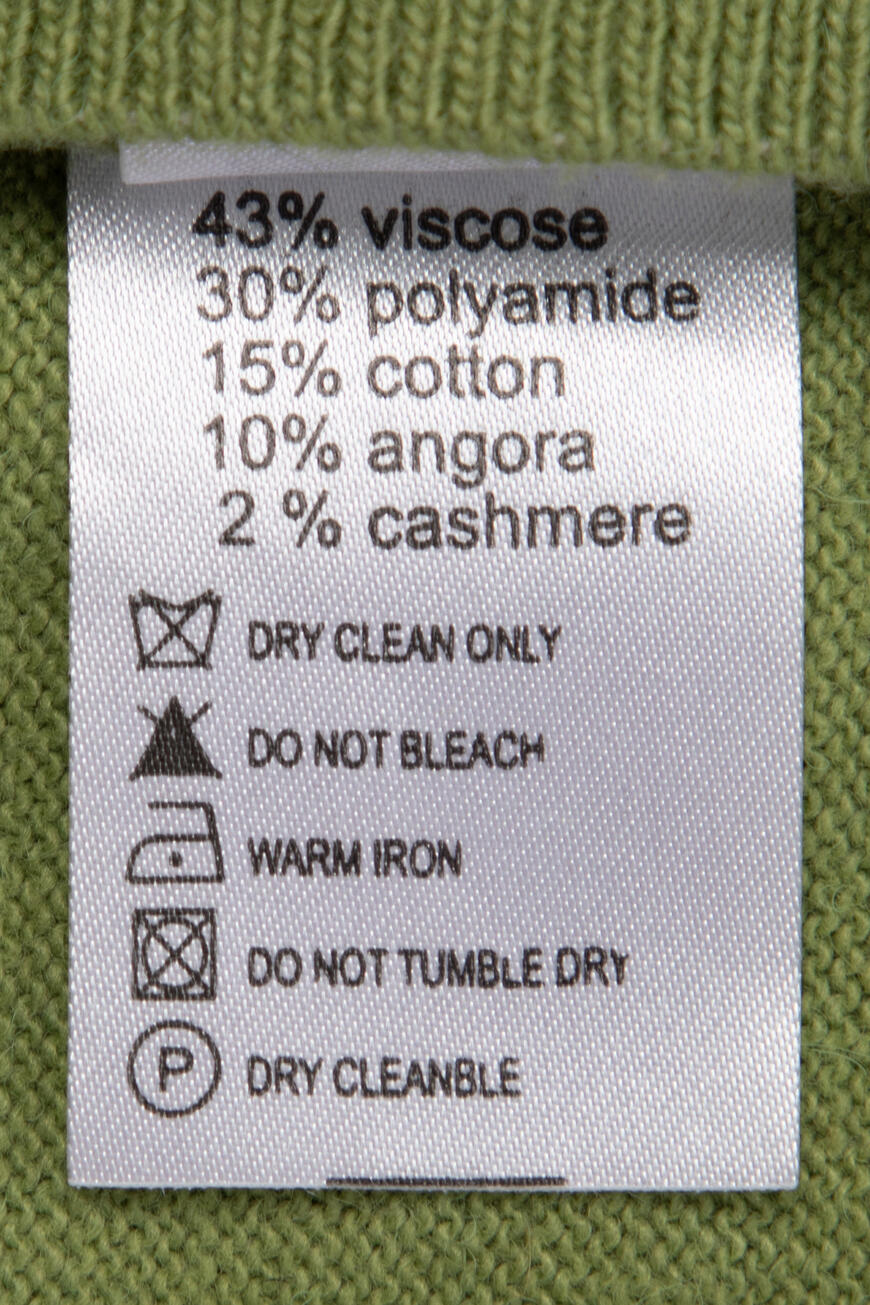 43% viscose
30% polyamide
15% cotton
10% angora
2 % cashmere
DRY CLEAN ONLY
DO NOT BLEACH
WARM IRON
DO NOT TUMBLE DRY
P DRY CLEANBLE